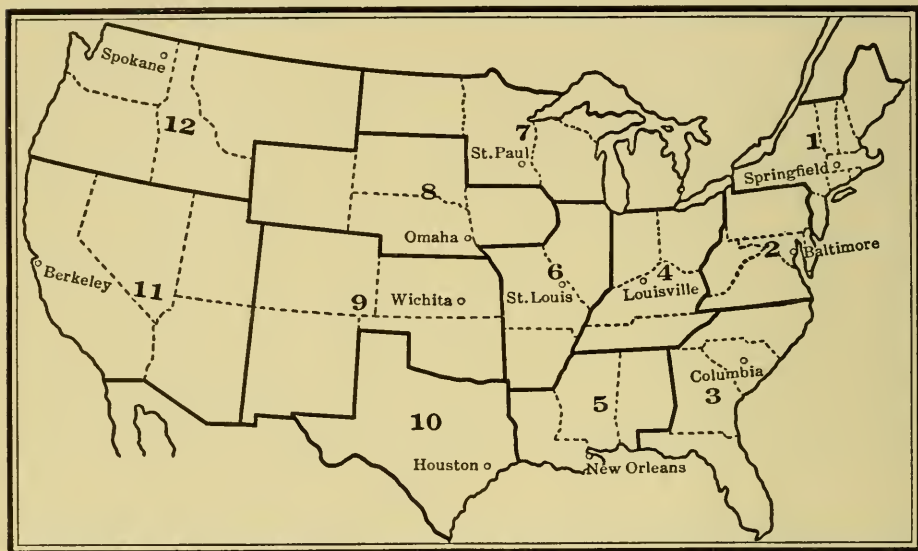 Spokane
12
7
St. Paul
1
Springfield
8
Omaha
2
Baltimore
Berkeley
11
9
Wichita
6
St. Louis
4
Louisville
Columbia
3
5
10
Houston
New Orleans